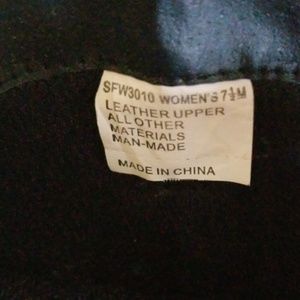 SFW3010 WOMEN'S 7½M
LEATHER UPPER
ALL OTHER
MATERIALS
MAN-MADE
MADE IN CHINA